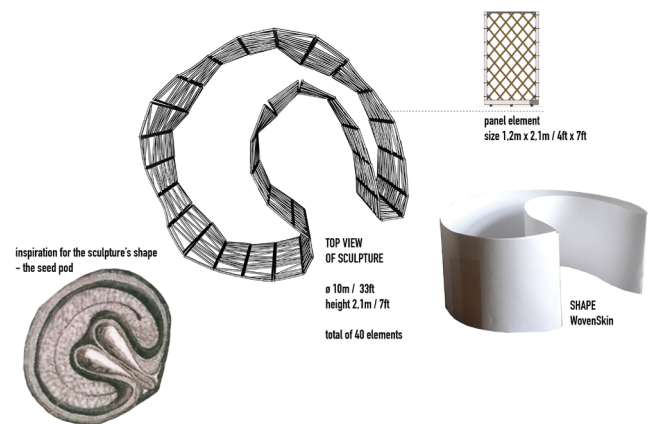 panel element
size 1,2m x 2,1m / 4ft x 7ft
inspiration for the sculpture's shape
- the seed pod
TOP VIEW
OF SCULPTURE
ø 10m / 33ft
height 2,1m / 7ft
total of 40 elements
SHAPE
WovenSkin